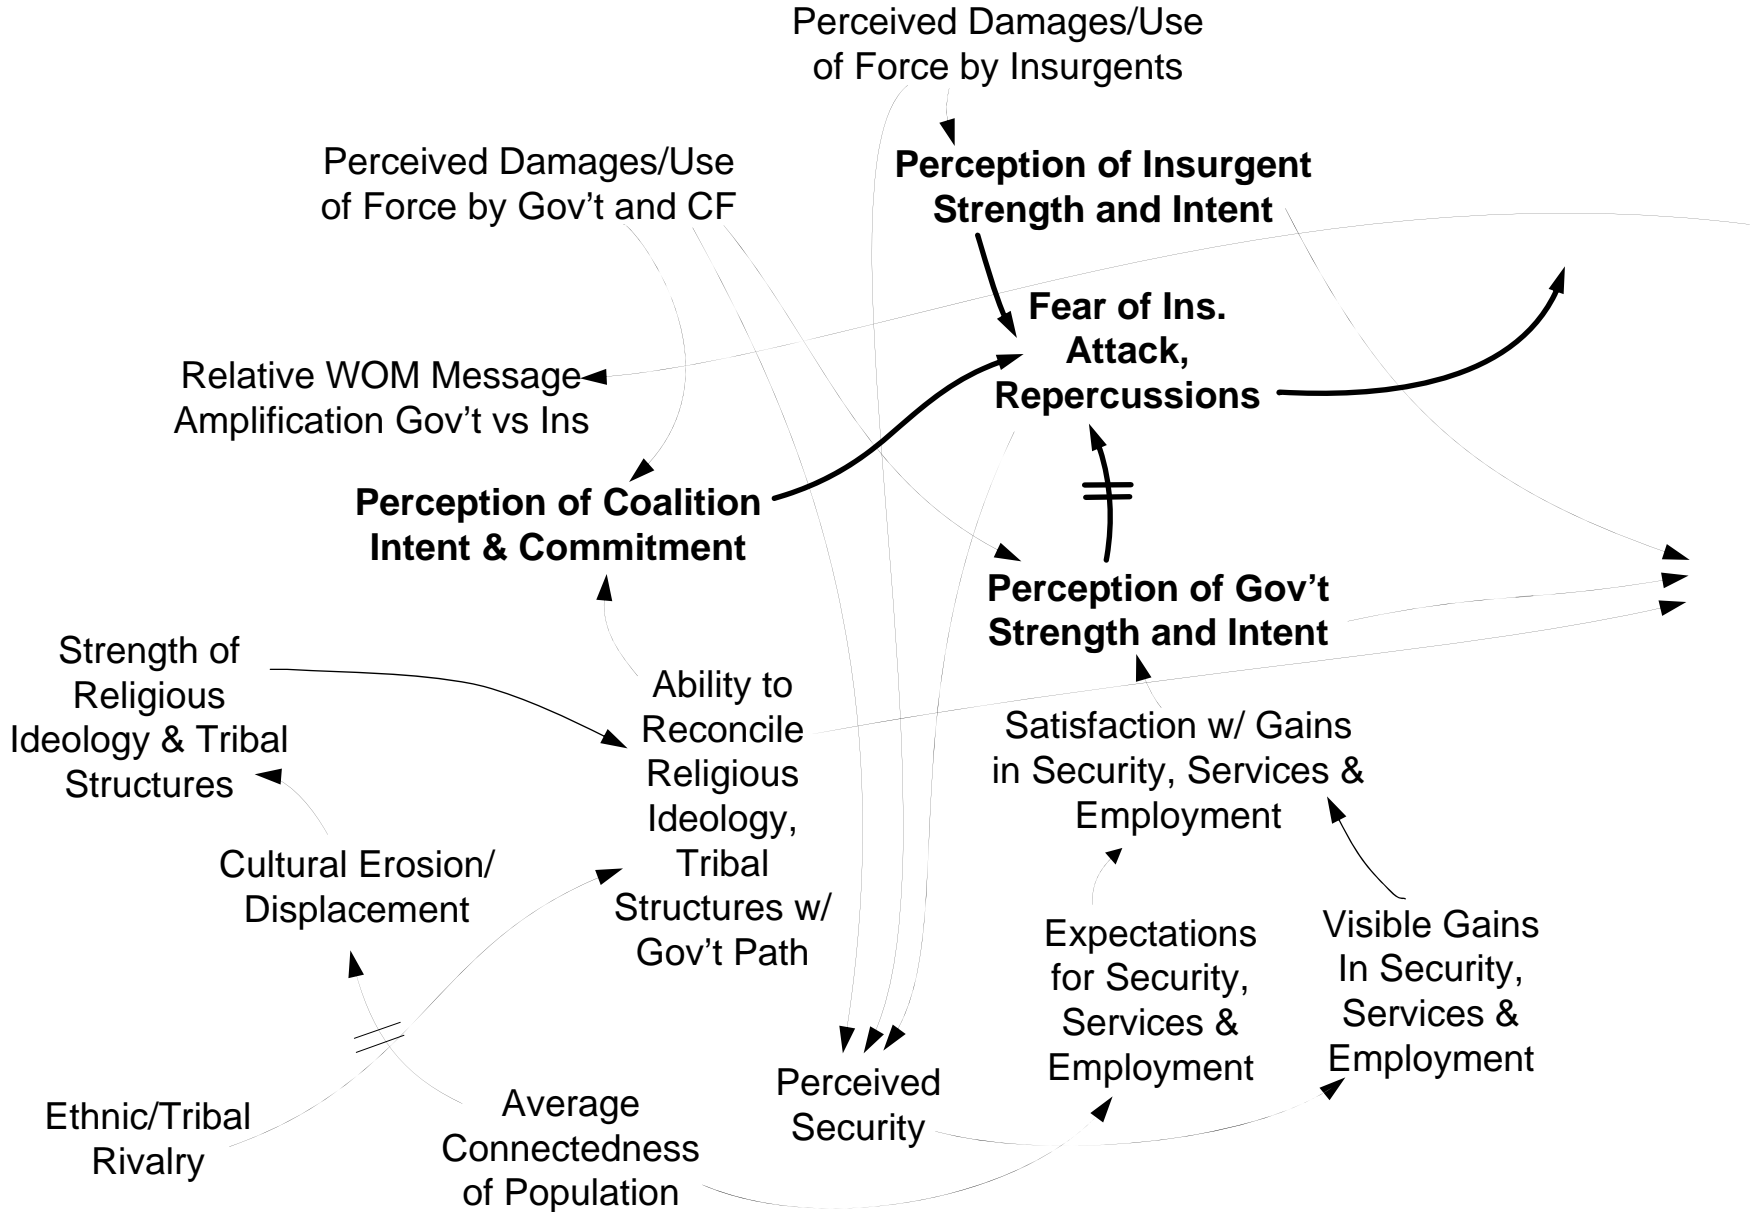 Perceived Damages/Use
of Force by Insurgents
Perceived Damages/Use
of Force by Gov’t and CF
Perception of Insurgent
Strength and Intent
Fear of Ins.
Attack,
Repercussions
Relative WOM Message
Amplification Gov’t vs Ins
Perception of Coalition
Intent & Commitment
Perception of Gov’t
Strength and Intent
Strength of
Religious
Ideology & Tribal
Structures
Ability to
Reconcile
Religious
Ideology,
Tribal
Structures w/
Gov’t Path
Satisfaction w/ Gains
in Security, Services &
Employment
Cultural Erosion/
Displacement
Expectations
for Security,
Services &
Employment
Visible Gains
In Security,
Services &
Employment
Ethnic/Tribal
Rivalry
Average
Connectedness
of Population
Perceived
Security